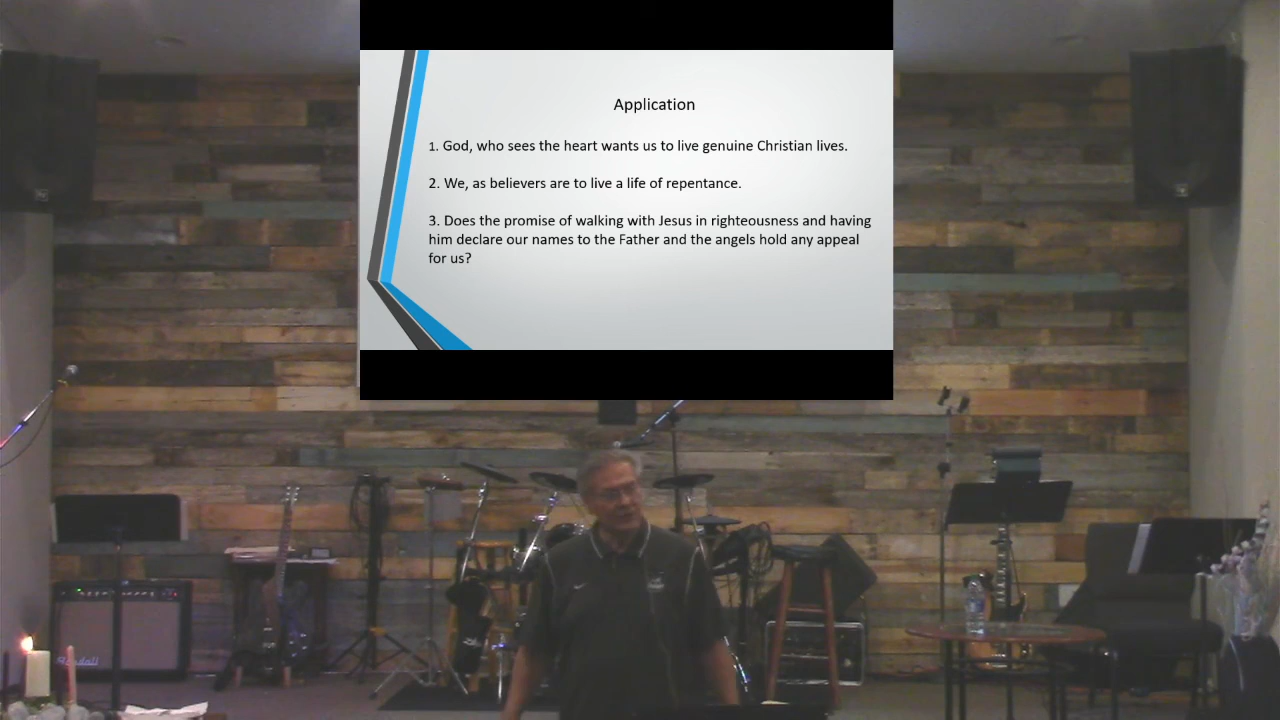 Application
1. God, who sees the heart wants us to live genuine Christian lives.
2. We, as believers are to live a life of repentance.
3. Does the promise of walking with Jesus in righteousness and having
him declare our names to the Father and the angels hold any appeal
for us?
Randall